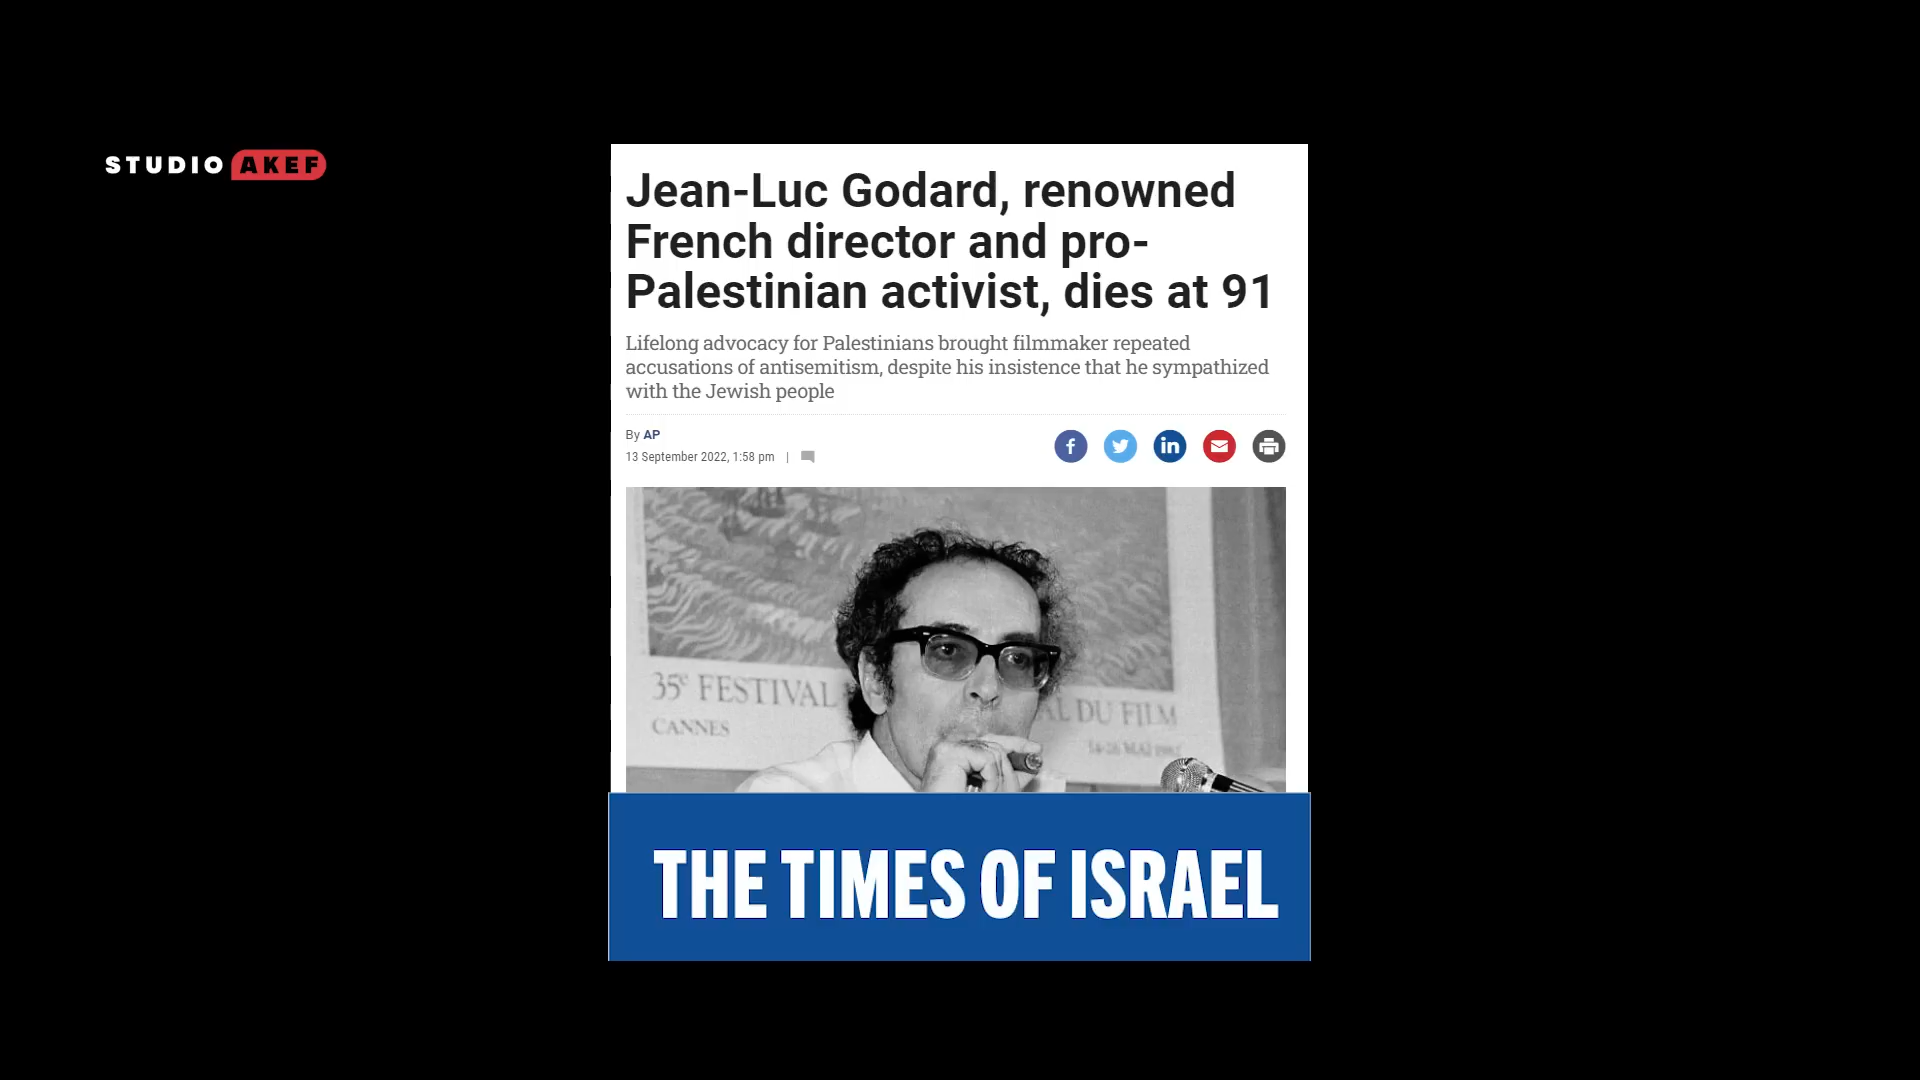 STUDIO AKEF
Jean-Luc Godard, renowned
French director and pro-
Palestinian activist, dies at 91
Lifelong advocacy for Palestinians brought filmmaker repeated
accusations of antisemitism, despite his insistence that he sympathized
with the Jewish people
By AP
13 September 2022, 1:58 pm |
35e FESTIVAL AL DU FILM
CANNES
THE TIMES OF ISRAEL